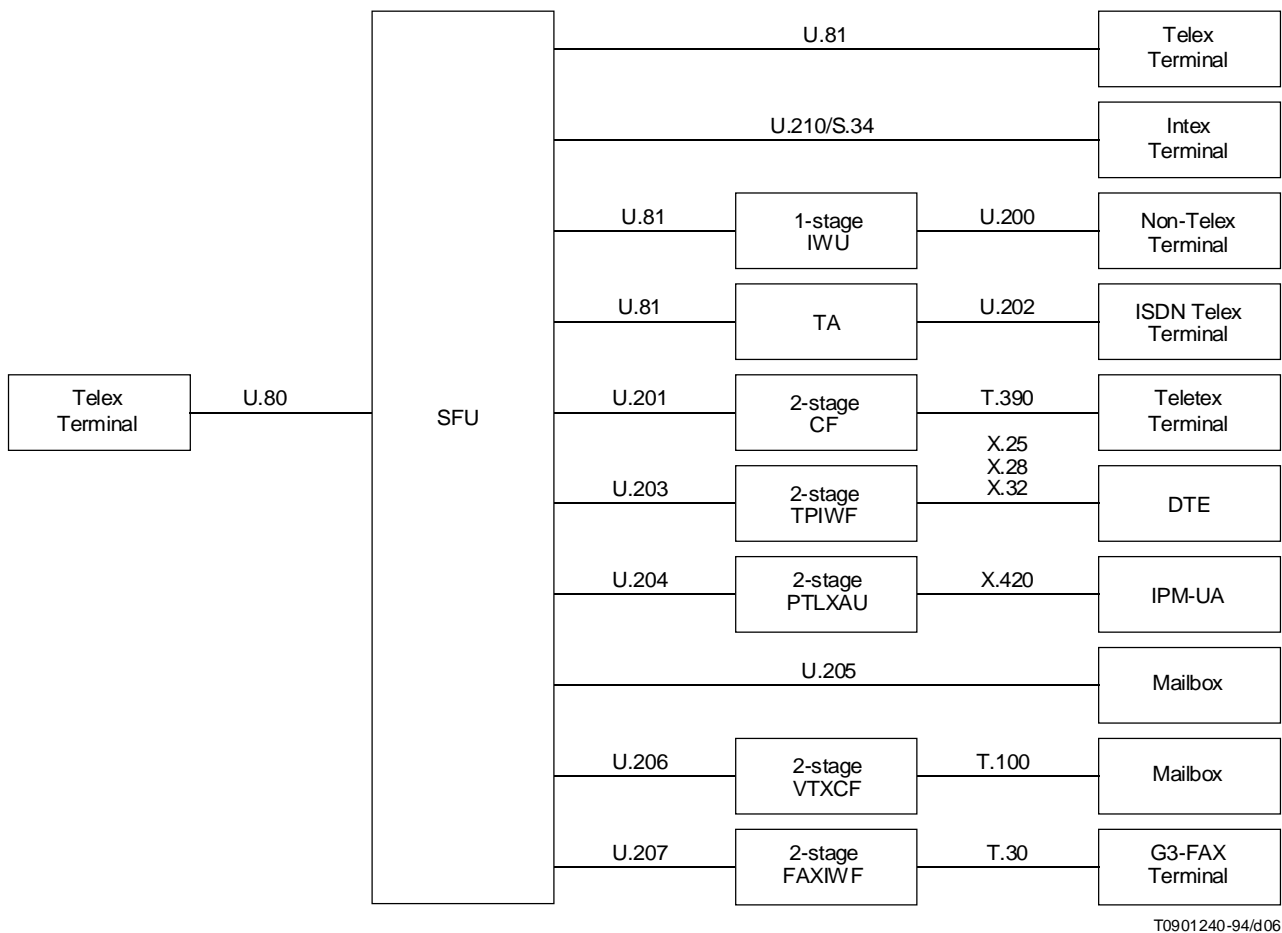 U.81
Telex
Terminal
U.210/S.34
Intex
Terminal
U.81
1-stage
IWU
U.200
Non-Telex
Terminal
U.81
TA
U.202
ISDN Telex
Terminal
Telex
Terminal
U.80
SFU
U.201
2-stage
CF
T.390
Teletex
Terminal
X.25
X.28
X.32
U.203
2-stage
TPIWF
DTE
U.204
2-stage
PTLXAU
X.420
IPM-UA
U.205
Mailbox
U.206
2-stage
VTXCF
T.100
Mailbox
U.207
2-stage
FAXIWF
T.30
G3-FAX
Terminal
T0901240-94/d06